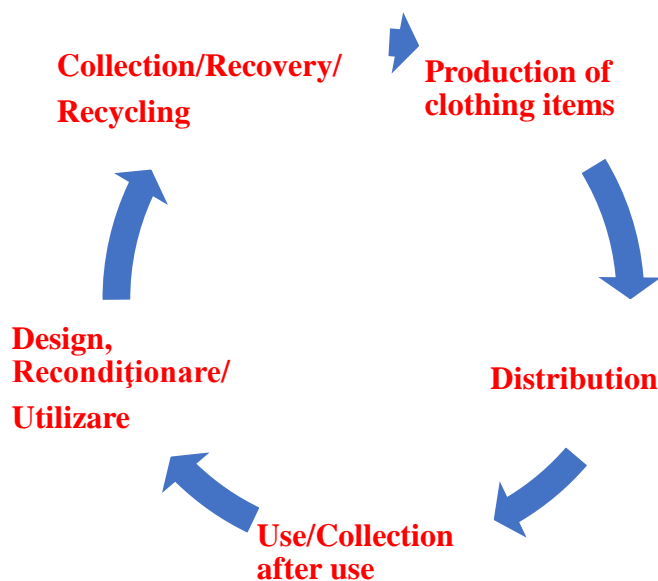 Collection/Recovery/
Recycling
Production of
clothing items
Distribution
Use/Collection
after use
Design,
Recondiţionare/
Utilizare